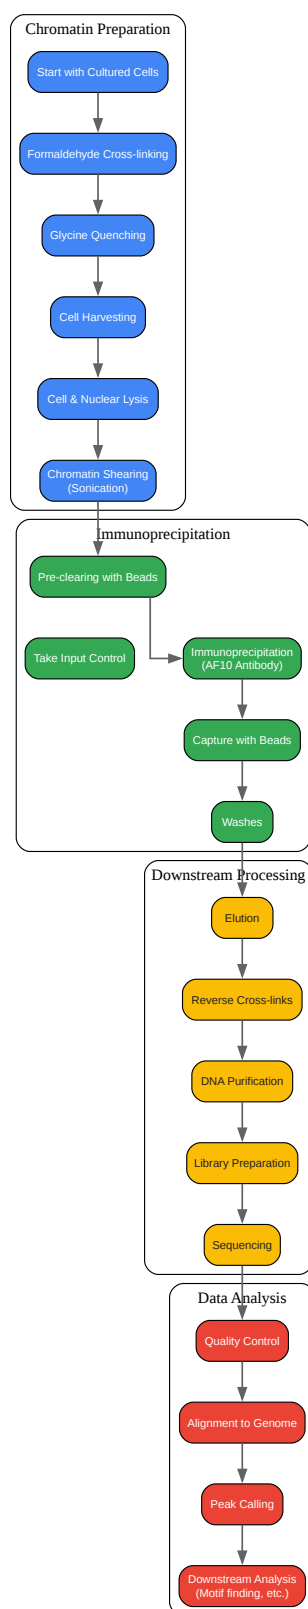 Chromatin Preparation
Start with Cultured Cells
Formaldehyde Cross-linking
Glycine Quenching
Cell Harvesting
Cell & Nuclear Lysis
Chromatin Shearing
(Sonication)
Immunoprecipitation
Pre-clearing with Beads
Take Input Control
Immunoprecipitation
(AF10 Antibody)
Capture with Beads
Washes
Downstream Processing
Elution
Reverse Cross-links
DNA Purification
Library Preparation
Sequencing
Data Analysis
Quality Control
Alignment to Genome
Peak Calling
Downstream Analysis
(Motif finding, etc.)